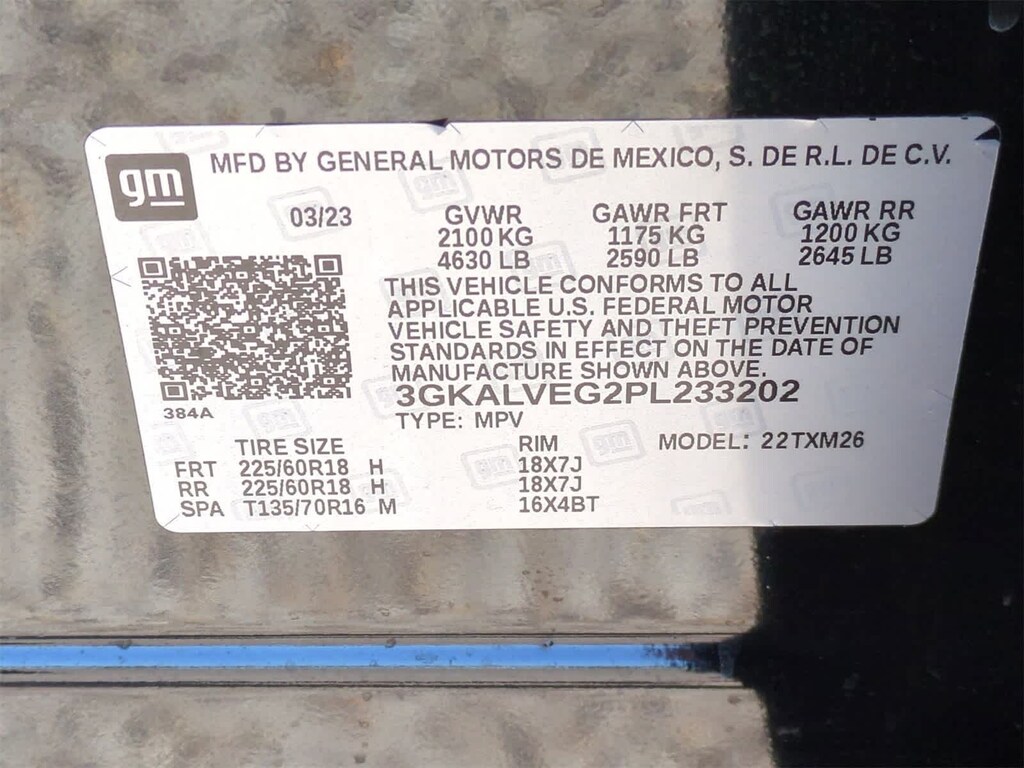 gm
MFD BY GENERAL MOTORS DE MEXICO, S. DE R.L. DE C.V.
03/23 GVWR GAWR FRT GAWR RR
2100 KG 1175 KG 1200 KG
4630 LB 2590 LB 2645 LB
THIS VEHICLE CONFORMS TO ALL
APPLICABLE U.S. FEDERAL MOTOR
VEHICLE SAFETY AND THEFT PREVENTION
STANDARDS IN EFFECT ON THE DATE OF
MANUFACTURE SHOWN ABOVE.
3GKALVEG2PL233202
384A
TYPE: MPV
TIRE SIZE RIM MODEL: 22TXM26
FRT 225/60R18 H 18X7J
RR 225/60R18 H 18X7J
SPA T135/70R16 M 16X4BT